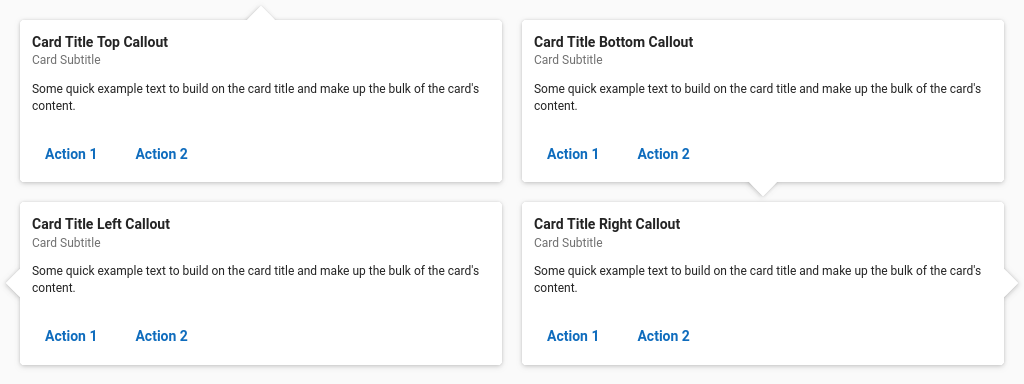 Card Title Top Callout
Card Subtitle
Some quick example text to build on the card title and make up the bulk of the card's
content.
Action 1 Action 2
Card Title Bottom Callout
Card Subtitle
Some quick example text to build on the card title and make up the bulk of the card's
content.
Action 1 Action 2
Card Title Left Callout
Card Subtitle
Some quick example text to build on the card title and make up the bulk of the card's
content.
Action 1 Action 2
Card Title Right Callout
Card Subtitle
Some quick example text to build on the card title and make up the bulk of the card's
content.
Action 1 Action 2